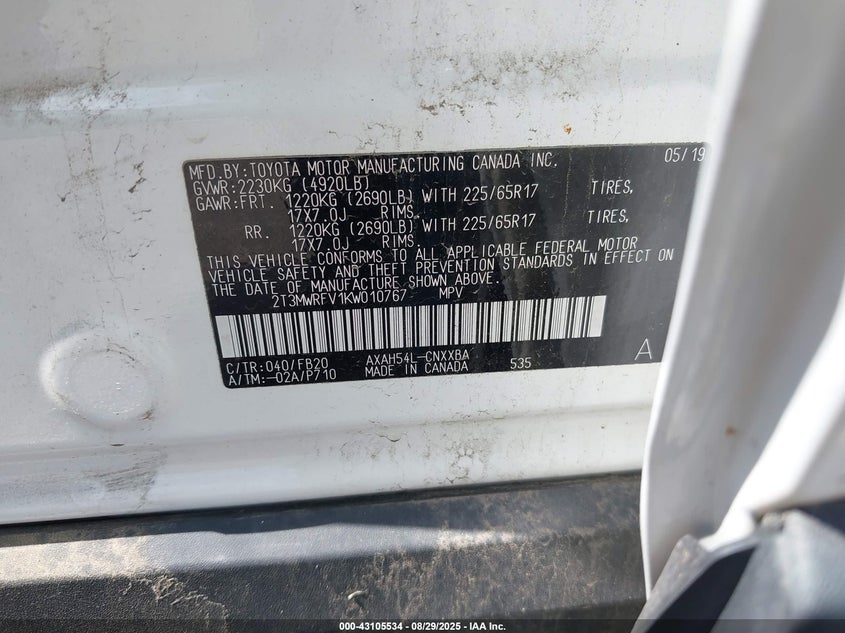 MFD.BY:TOYOTA MOTOR MANUFACTURING CANADA INC. 05/19
GVWR:2230KG (4920LB)
GAWR:FRT. 1220KG (2690LB) WITH 225/65R17 TIRES,
17X7.0J RIMS.
RR. 1220KG (2690LB) WITH 225/65R17 TIRES,
17X7.0J RIMS.
THIS VEHICLE CONFORMS TO ALL APPLICABLE FEDERAL MOTOR
VEHICLE SAFETY AND THEFT PREVENTION STANDARDS IN EFFECT ON
THE DATE OF MANUFACTURE SHOWN ABOVE.
2T3MWRFV1KW010767 MPV
C/TR:040/FB20 AXAH54L-CNXXBA 535 A
A/TM:-02A/P710 MADE IN CANADA
000-43105534 - 08/29/2025 - IAA Inc.